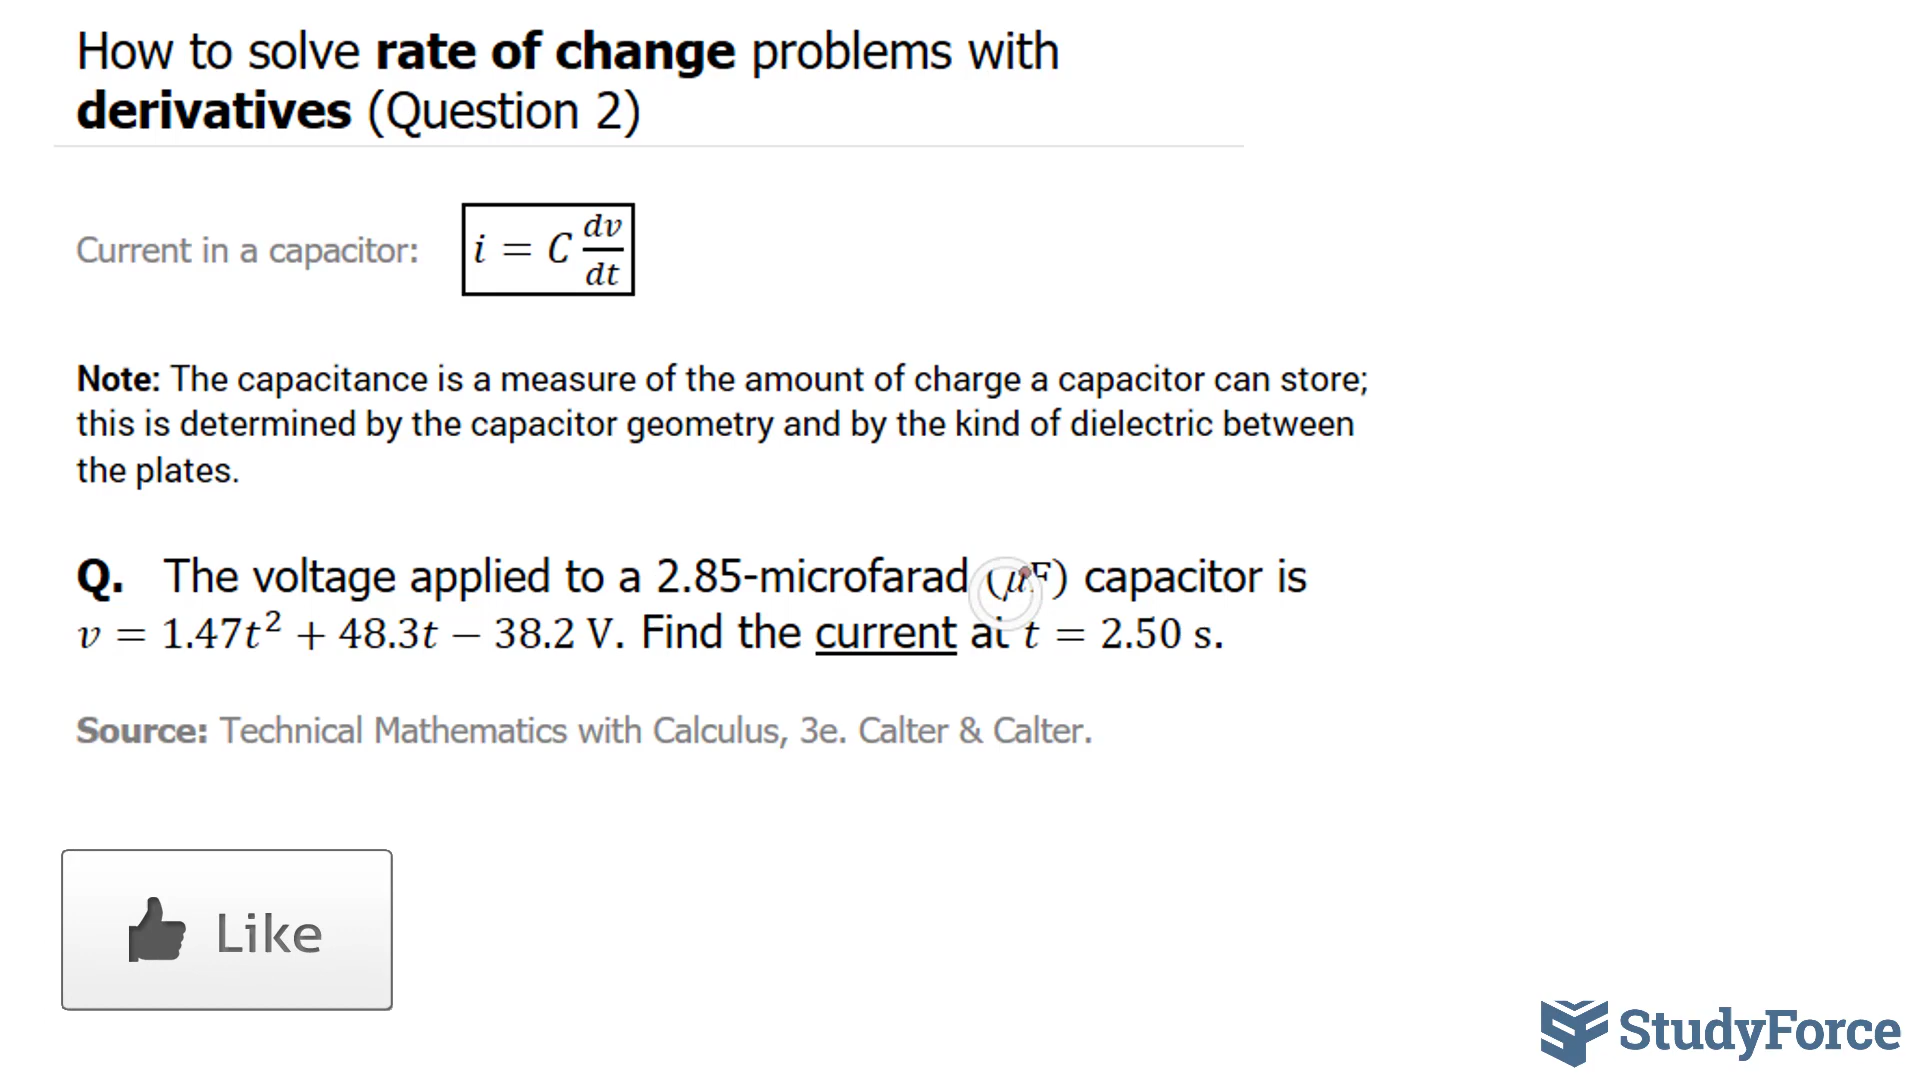 How to solve rate of change problems with
derivatives (Question 2)
Current in a capacitor: i = C dv/dt
Note: The capacitance is a measure of the amount of charge a capacitor can store;
this is determined by the capacitor geometry and by the kind of dielectric between
the plates.
Q. The voltage applied to a 2.85-microfarad (μF) capacitor is
v = 1.47t² + 48.3t − 38.2 V. Find the current at t = 2.50 s.
Source: Technical Mathematics with Calculus, 3e. Calter & Calter.
Like
StudyForce